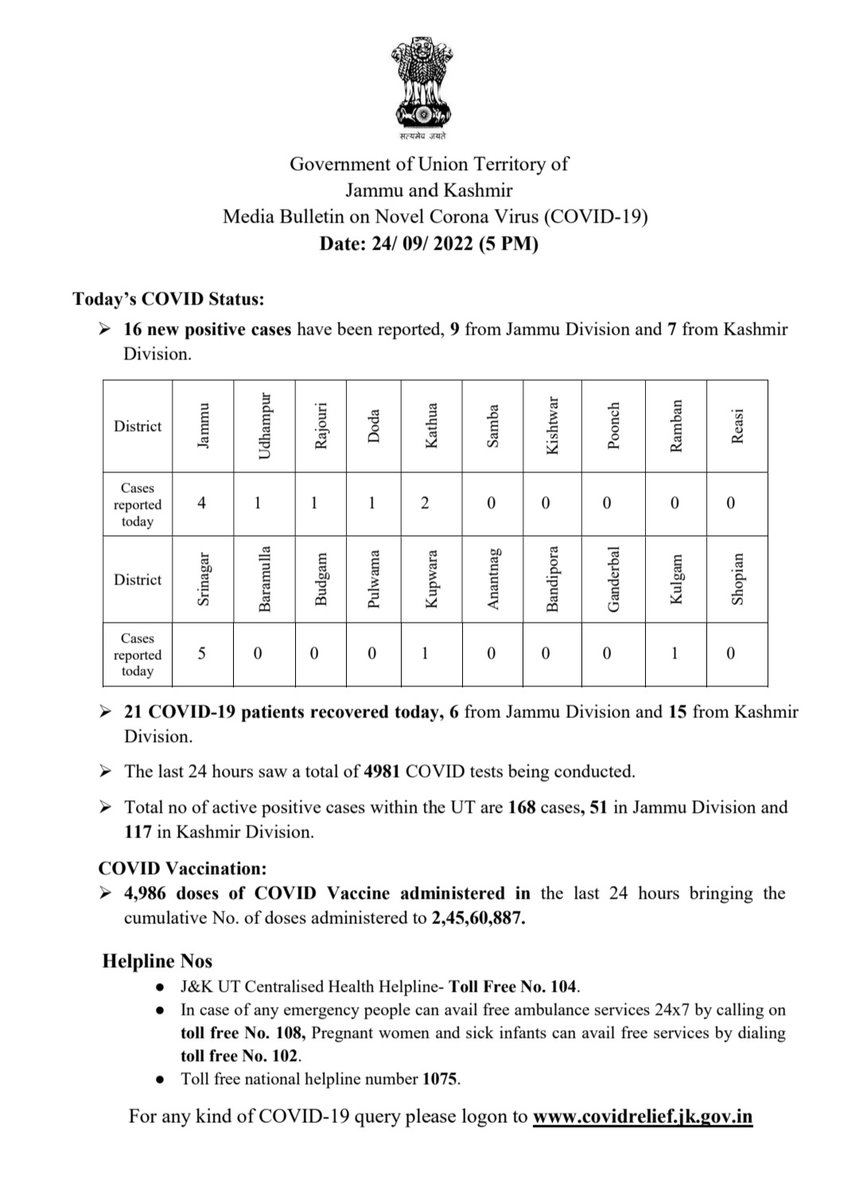 सत्यमेव जयते
Government of Union Territory of
Jammu and Kashmir
Media Bulletin on Novel Corona Virus (COVID-19)
Date: 24/ 09/ 2022 (5 PM)
Today’s COVID Status:
➢ 16 new positive cases have been reported, 9 from Jammu Division and 7 from Kashmir
Division.
District Jammu Udhampur Rajouri Doda Kathua Samba Kishtwar Poonch Ramban Reasi
Cases
reported
today
4 1 1 1 2 0 0 0 0 0
District Srinagar Baramulla Budgam Pulwama Kupwara Anantnag Bandipora Ganderbal Kulgam Shopian
Cases
reported
today
5 0 0 0 1 0 0 0 1 0
➢ 21 COVID-19 patients recovered today, 6 from Jammu Division and 15 from Kashmir
Division.
➢ The last 24 hours saw a total of 4981 COVID tests being conducted.
➢ Total no of active positive cases within the UT are 168 cases, 51 in Jammu Division and
117 in Kashmir Division.
COVID Vaccination:
➢ 4,986 doses of COVID Vaccine administered in the last 24 hours bringing the
cumulative No. of doses administered to 2,45,60,887.
Helpline Nos
● J&K UT Centralised Health Helpline- Toll Free No. 104.
● In case of any emergency people can avail free ambulance services 24x7 by calling on
toll free No. 108, Pregnant women and sick infants can avail free services by dialing
toll free No. 102.
● Toll free national helpline number 1075.
For any kind of COVID-19 query please logon to www.covidrelief.jk.gov.in